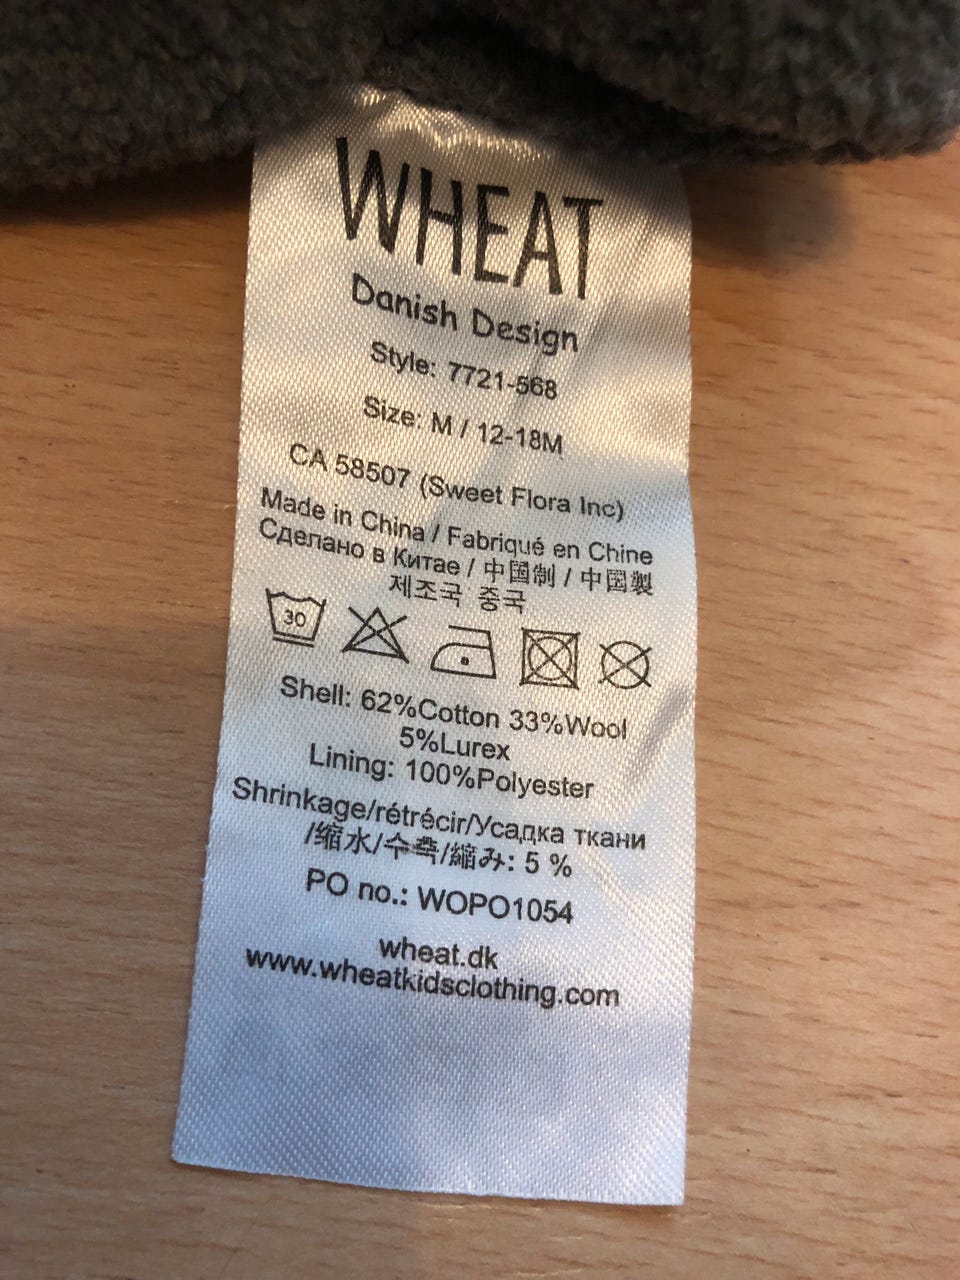 WHEAT
Danish Design
Style: 7721-568
Size: M / 12-18M
CA 58507 (Sweet Flora Inc)
Made in China / Fabriqué en Chine
Сделано в Китае / 中国制 / 中国製
제조국 중국
30
Shell: 62%Cotton 33%Wool
5%Lurex
Lining: 100%Polyester
Shrinkage/rétrécir/Усадка ткани
/缩水/수축/縮み: 5 %
PO no.: WOPO1054
wheat.dk
www.wheatkidsclothing.com